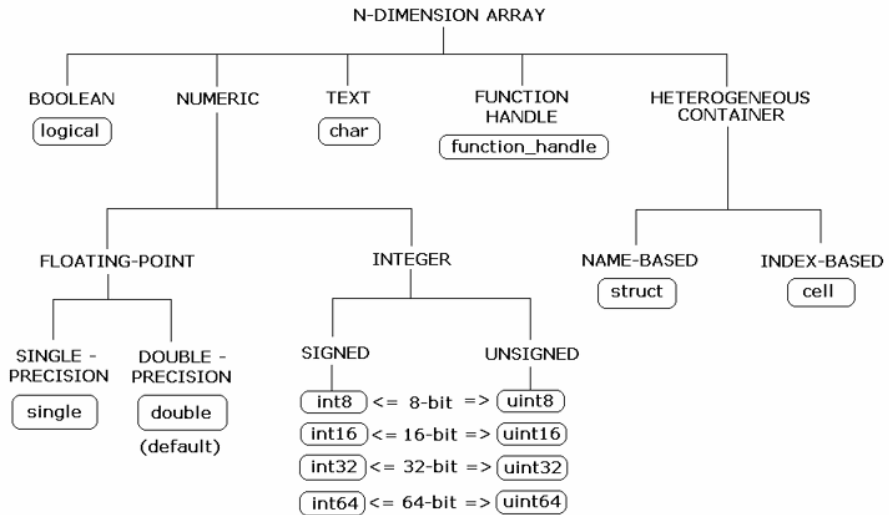 N-DIMENSION ARRAY
BOOLEAN
logical
NUMERIC
TEXT
char
FUNCTION
HANDLE
function_handle
HETEROGENEOUS
CONTAINER
FLOATING-POINT
INTEGER
NAME-BASED
struct
INDEX-BASED
cell
SINGLE -
PRECISION
single
DOUBLE -
PRECISION
double
(default)
SIGNED
UNSIGNED
int8 <= 8-bit => uint8
int16 <= 16-bit => uint16
int32 <= 32-bit => uint32
int64 <= 64-bit => uint64